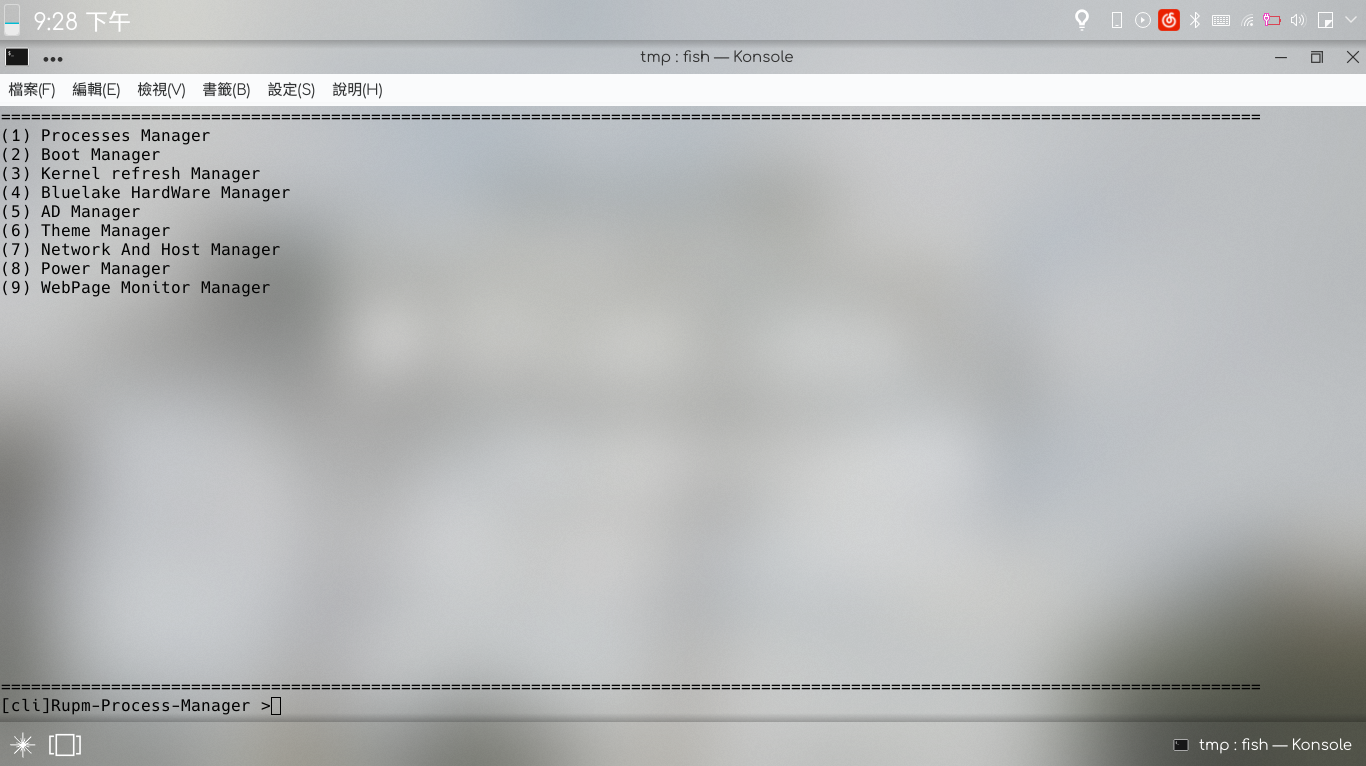 9:28 下午
tmp : fish — Konsole
檔案(F) 編輯(E) 檢視(V) 書籤(B) 設定(S) 說明(H)
==============================================================================================================================
(1) Processes Manager
(2) Boot Manager
(3) Kernel refresh Manager
(4) Bluelake HardWare Manager
(5) AD Manager
(6) Theme Manager
(7) Network And Host Manager
(8) Power Manager
(9) WebPage Monitor Manager
==============================================================================================================================
[cli]Rupm-Process-Manager >
tmp : fish — Konsole